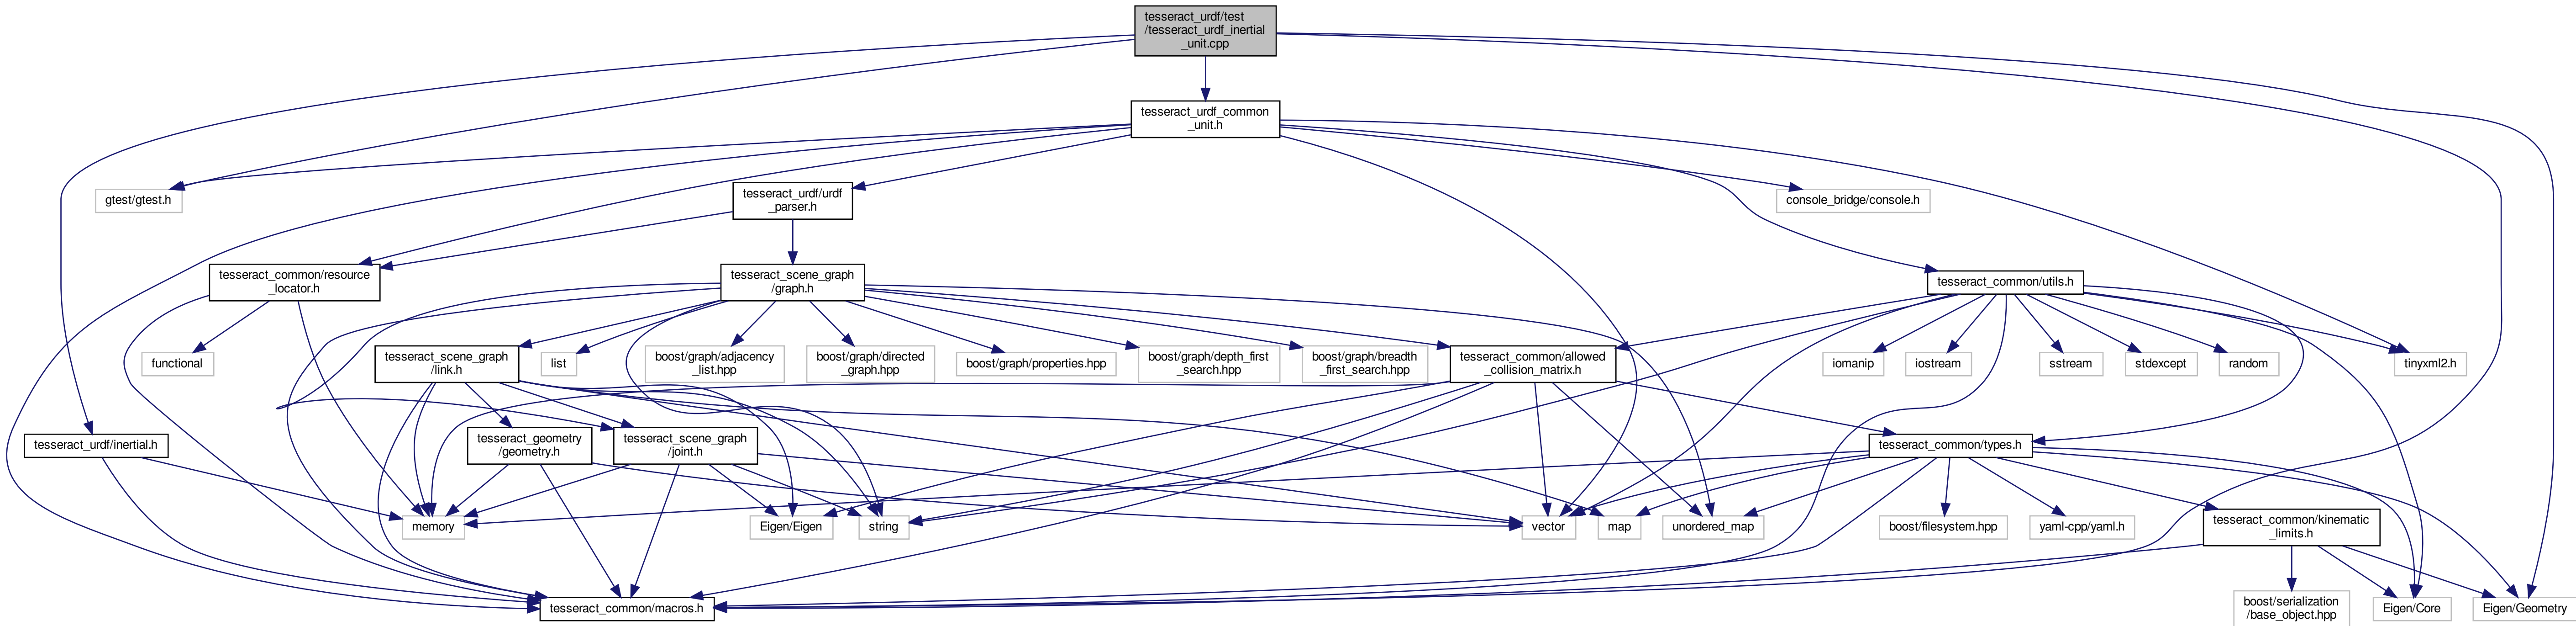 tesseract_urdf/test
/tesseract_urdf_inertial
_unit.cpp
tesseract_urdf_common
_unit.h
gtest/gtest.h
tesseract_urdf/urdf
_parser.h
console_bridge/console.h
tesseract_common/resource
_locator.h
tesseract_scene_graph
/graph.h
tesseract_common/utils.h
functional
tesseract_scene_graph
/link.h
list
boost/graph/adjacency
_list.hpp
boost/graph/directed
_graph.hpp
boost/graph/properties.hpp
boost/graph/depth_first
_search.hpp
boost/graph/breadth
_first_search.hpp
tesseract_common/allowed
_collision_matrix.h
iomanip
iostream
sstream
stdexcept
random
tinyxml2.h
tesseract_urdf/inertial.h
tesseract_geometry
/geometry.h
tesseract_scene_graph
/joint.h
tesseract_common/types.h
memory
Eigen/Eigen
string
vector
map
unordered_map
boost/filesystem.hpp
yaml-cpp/yaml.h
tesseract_common/kinematic
_limits.h
tesseract_common/macros.h
boost/serialization
/base_object.hpp
Eigen/Core
Eigen/Geometry